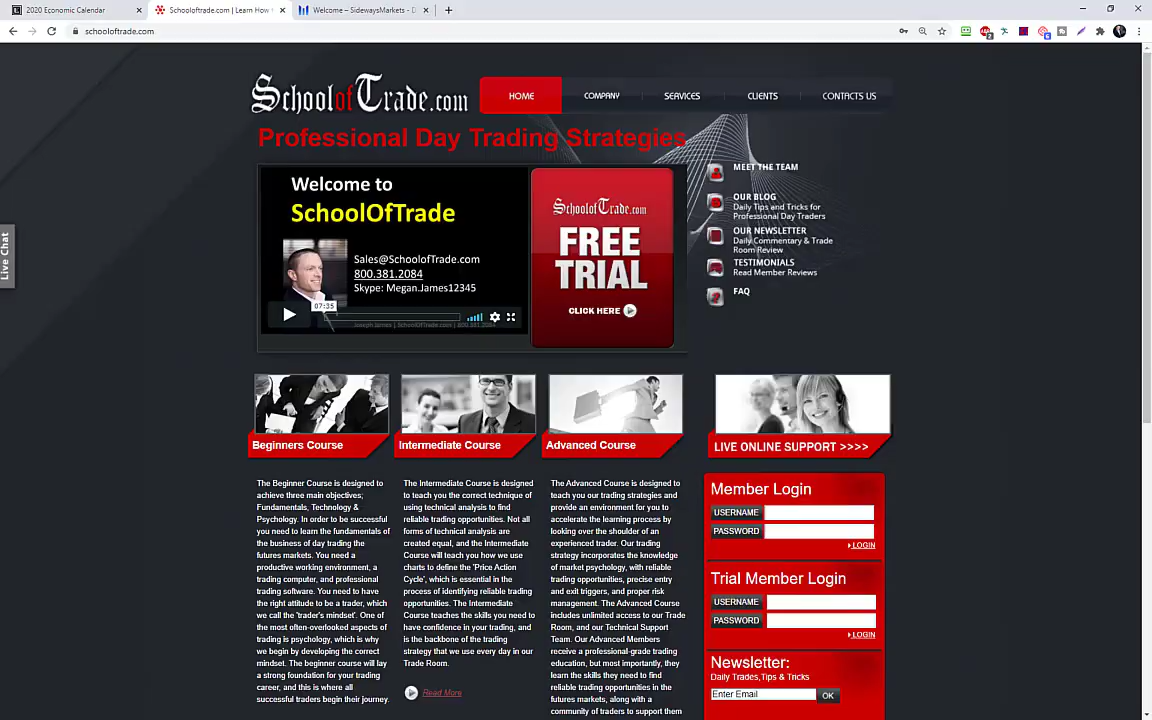 2020 Economic Calendar
Schooloftrade.com | Learn How
Welcome – SidewaysMarkets - D
schooloftrade.com
SchoolofTrade.com
HOME
COMPANY
SERVICES
CLIENTS
CONTACTS US
Professional Day Trading Strategies
Welcome to
SchoolOfTrade
Sales@SchoolofTrade.com
800.381.2084
Skype: Megan.James12345
07:35
Joseph James | SchoolOfTrade.com | 800.381.2084
SchoolofTrade.com
FREE
TRIAL
CLICK HERE
MEET THE TEAM
OUR BLOG
Daily Tips and Tricks for
Professional Day Traders
OUR NEWSLETTER
Daily Commentary & Trade
Room Review
TESTIMONIALS
Read Member Reviews
FAQ
Live Chat
Beginners Course
Intermediate Course
Advanced Course
LIVE ONLINE SUPPORT >>>>
The Beginner Course is designed to
achieve three main objectives;
Fundamentals, Technology &
Psychology. In order to be successful
you need to learn the fundamentals of
the business of day trading the
futures markets. You need a
productive working environment, a
trading computer, and professional
trading software. You need to have
the right attitude to be a trader, which
we call the 'trader's mindset'. One of
the most often-overlooked aspects of
trading is psychology, which is why
we begin by developing the correct
mindset. The beginner course will lay
a strong foundation for your trading
career, and this is where all
successful traders begin their journey.
The Intermediate Course is designed
to teach you the correct technique of
using technical analysis to find
reliable trading opportunities. Not all
forms of technical analysis are
created equal, and the Intermediate
Course will teach you how we use
charts to define the 'Price Action
Cycle', which is essential in the
process of identifying reliable trading
opportunities. The Intermediate
Course teaches the skills you need to
have confidence in your trading, and
is the backbone of the trading
strategy that we use every day in our
Trade Room.
Read More
The Advanced Course is designed to
teach you our trading strategies and
provide an environment for you to
accelerate the learning process by
looking over the shoulder of an
experienced trader. Our trading
strategy incorporates the knowledge
of market psychology, with reliable
trading opportunities, precise entry
and exit triggers, and proper risk
management. The Advanced Course
includes unlimited access to our Trade
Room, and our Technical Support
Team. Our Advanced Members
receive a professional-grade trading
education, but most importantly, they
learn the skills they need to find
reliable trading opportunities in the
futures markets, along with a
community of traders to support them
Member Login
USERNAME
PASSWORD
LOGIN
Trial Member Login
USERNAME
PASSWORD
LOGIN
Newsletter:
Daily Trades,Tips & Tricks
Enter Email
OK